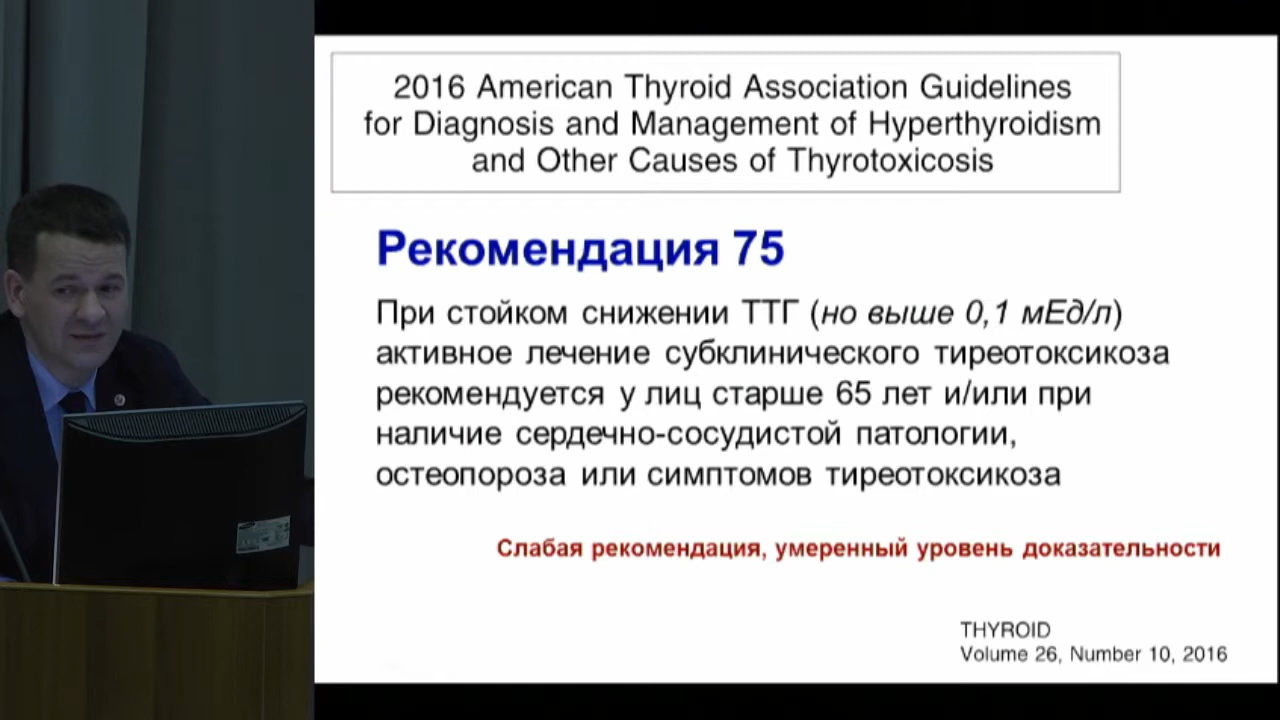 2016 American Thyroid Association Guidelines
for Diagnosis and Management of Hyperthyroidism
and Other Causes of Thyrotoxicosis
Рекомендация 75
При стойком снижении ТТГ (но выше 0,1 мЕд/л)
активное лечение субклинического тиреотоксикоза
рекомендуется у лиц старше 65 лет и/или при
наличие сердечно-сосудистой патологии,
остеопороза или симптомов тиреотоксикоза
Слабая рекомендация, умеренный уровень доказательности
THYROID
Volume 26, Number 10, 2016